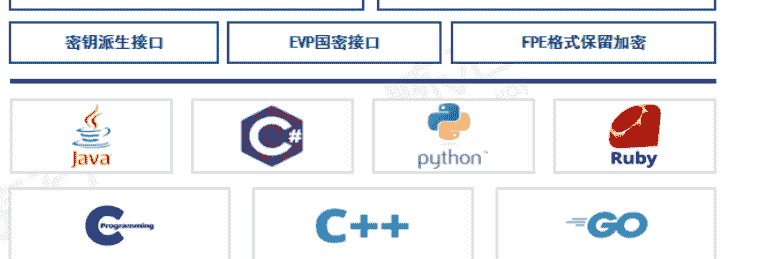 密钥派生接口
EVP国密接口
FPE格式保留加密
Java
C#
python
Ruby
C Programming
C++
GO